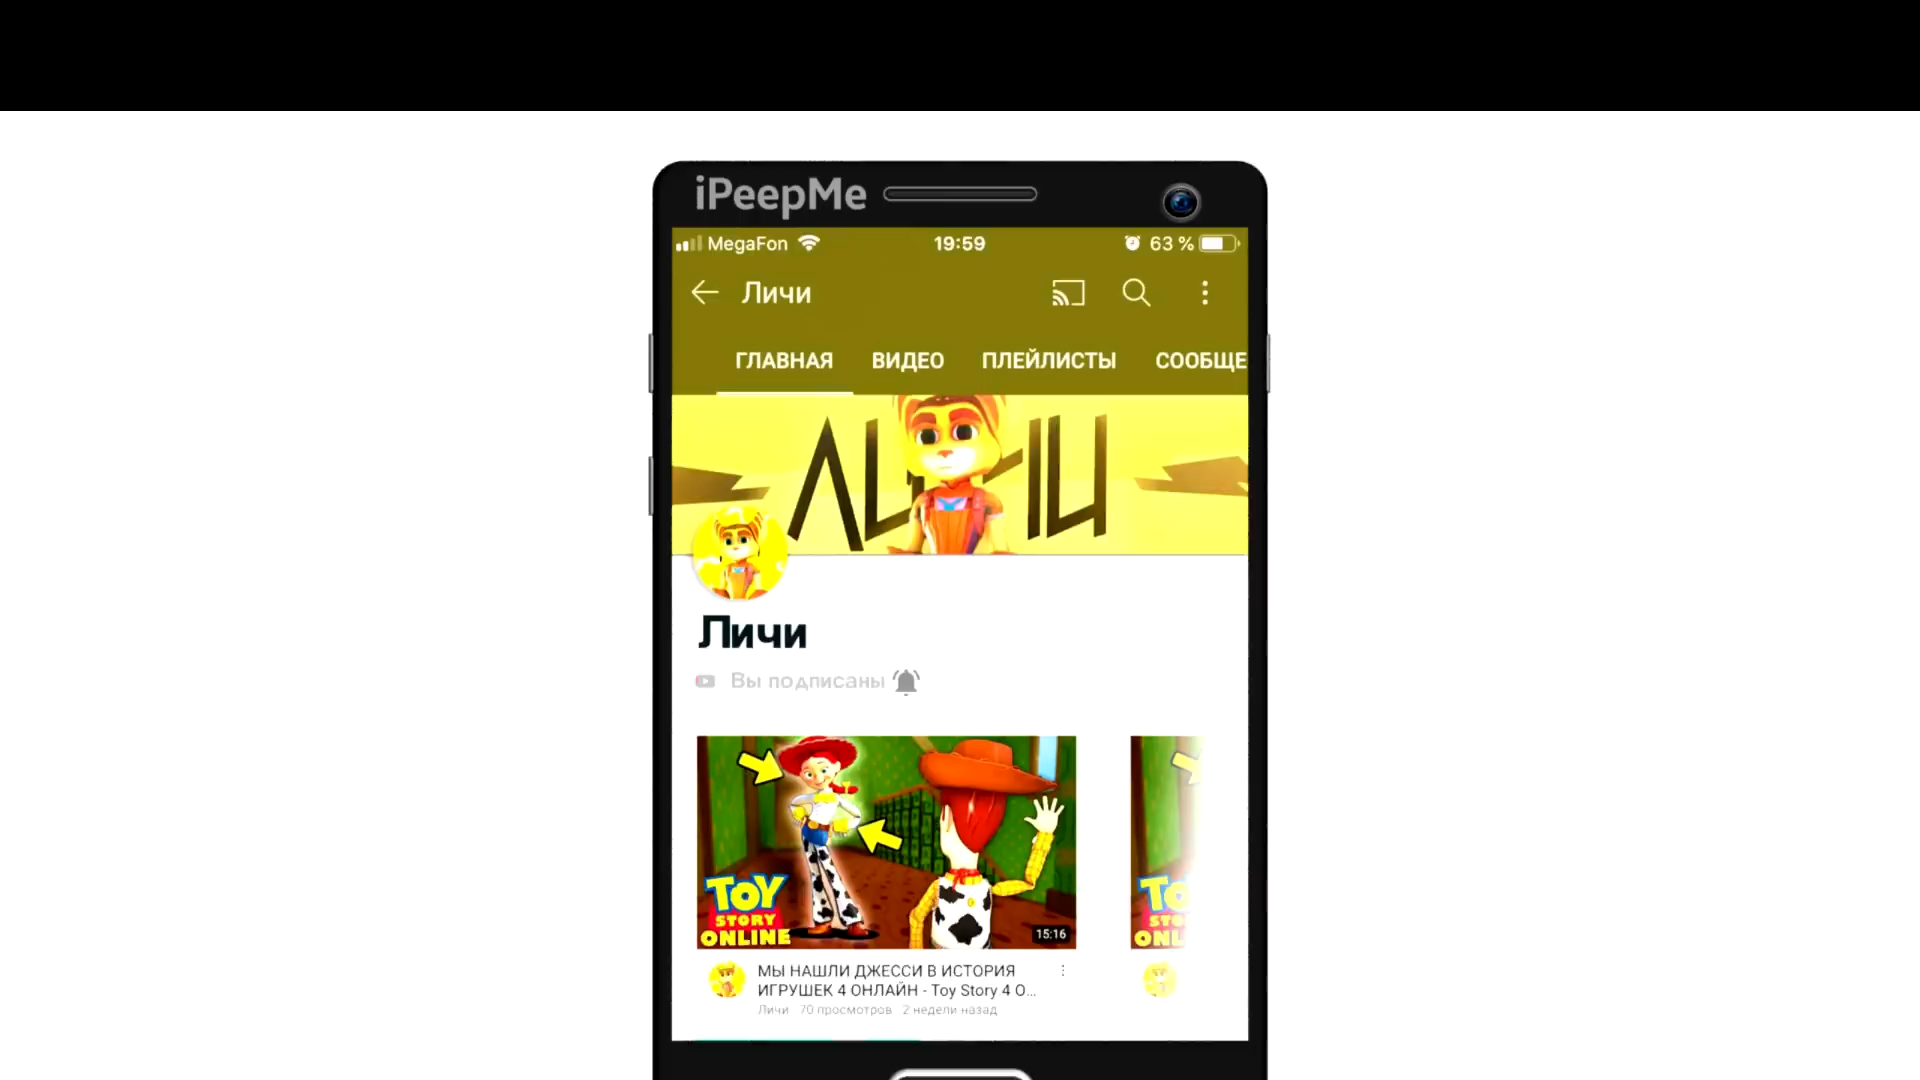 iPeepMe
MegaFon 19:59 63 %
Личи
ГЛАВНАЯ ВИДЕО ПЛЕЙЛИСТЫ СООБЩЕ
Личи
Вы подписаны
TOY
STORY
ONLINE
15:16
МЫ НАШЛИ ДЖЕССИ В ИСТОРИЯ
ИГРУШЕК 4 ОНЛАЙН - Toy Story 4 O...
Личи 70 просмотров 2 недели назад